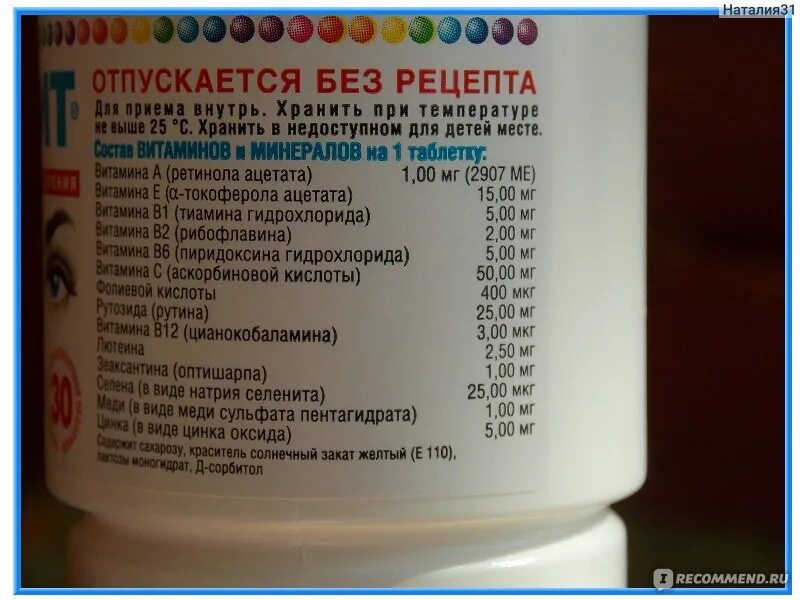 Наталия31
ИТ®
ОТПУСКАЕТСЯ БЕЗ РЕЦЕПТА
Для приема внутрь. Хранить при температуре
не выше 25 °С. Хранить в недоступном для детей месте.
Состав ВИТАМИНОВ и МИНЕРАЛОВ на 1 таблетку:
Витамина А (ретинола ацетата) 1,00 мг (2907 МЕ)
Витамина Е (α-токоферола ацетата) 15,00 мг
Витамина В1 (тиамина гидрохлорида) 5,00 мг
Витамина В2 (рибофлавина) 2,00 мг
Витамина В6 (пиридоксина гидрохлорида) 5,00 мг
Витамина С (аскорбиновой кислоты) 50,00 мг
Фолиевой кислоты 400 мкг
Рутозида (рутина) 25,00 мг
Витамина В12 (цианокобаламина) 3,00 мкг
Лютеина 2,50 мг
Зеаксантина (оптишарпа) 1,00 мг
Селена (в виде натрия селенита) 25,00 мкг
Меди (в виде меди сульфата пентагидрата) 1,00 мг
Цинка (в виде цинка оксида) 5,00 мг
Содержит сахарозу, краситель солнечный закат желтый (Е 110),
лактозы моногидрат, Д-сорбитол
зрения
30
IRECOMMEND.RU